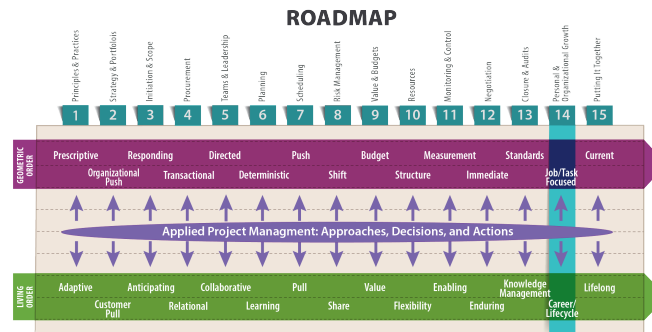 ROADMAP
Principles & Practices
Strategy & Portfolois
Initiation & Scope
Procurement
Teams & Leadership
Planning
Scheduling
Risk Management
Value & Budgets
Resources
Monitoring & Control
Negotiation
Closure & Audits
Personal &
Organizational Growth
Putting It Together
1 2 3 4 5 6 7 8 9 10 11 12 13 14 15
GEOMETRIC
ORDER
Prescriptive Responding Directed Push Budget Measurement Standards Current
Organizational
Push Transactional Deterministic Shift Structure Immediate Job/Task
Focused
Applied Project Managment: Approaches, Decisions, and Actions
LIVING
ORDER
Adaptive Anticipating Collaborative Pull Value Enabling Knowledge
Management Lifelong
Customer
Pull Relational Learning Share Flexibility Enduring Career/
Lifecycle